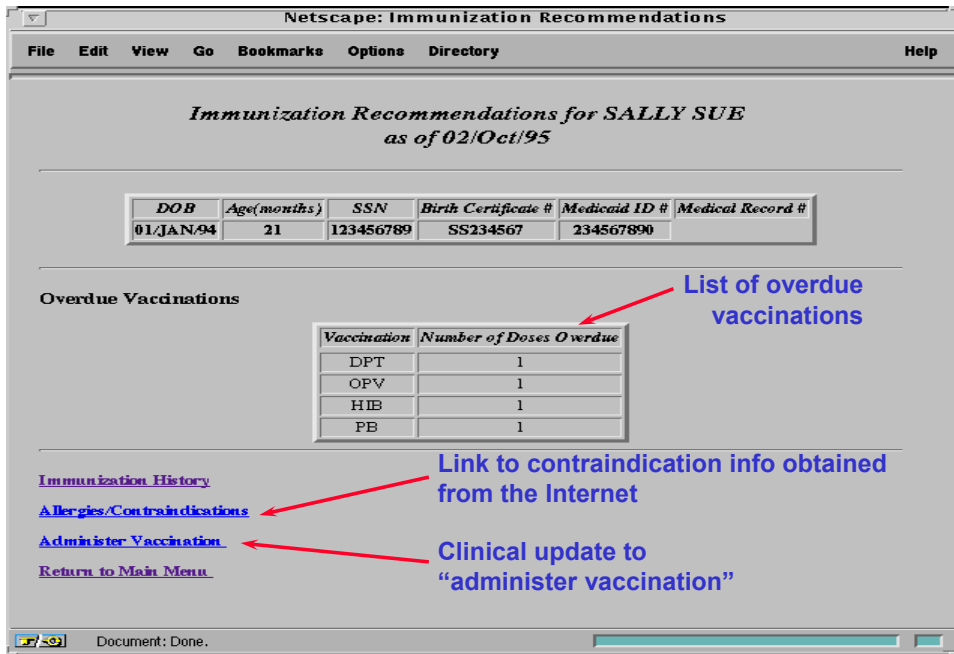 Netscape: Immunization Recommendations
File Edit View Go Bookmarks Options Directory Help
Immunization Recommendations for SALLY SUE
as of 02/Oct/95
DOB Age(months) SSN Birth Certificate # Medicaid ID # Medical Record #
01/JAN/94 21 123456789 SS234567 234567890
Overdue Vaccinations
List of overdue
vaccinations
Vaccination Number of Doses Overdue
DPT 1
OPV 1
HIB 1
PB 1
Link to contraindication info obtained
from the Internet
Immunization History
Allergies/Contraindications
Administer Vaccination
Clinical update to
“administer vaccination”
Return to Main Menu
Document: Done.